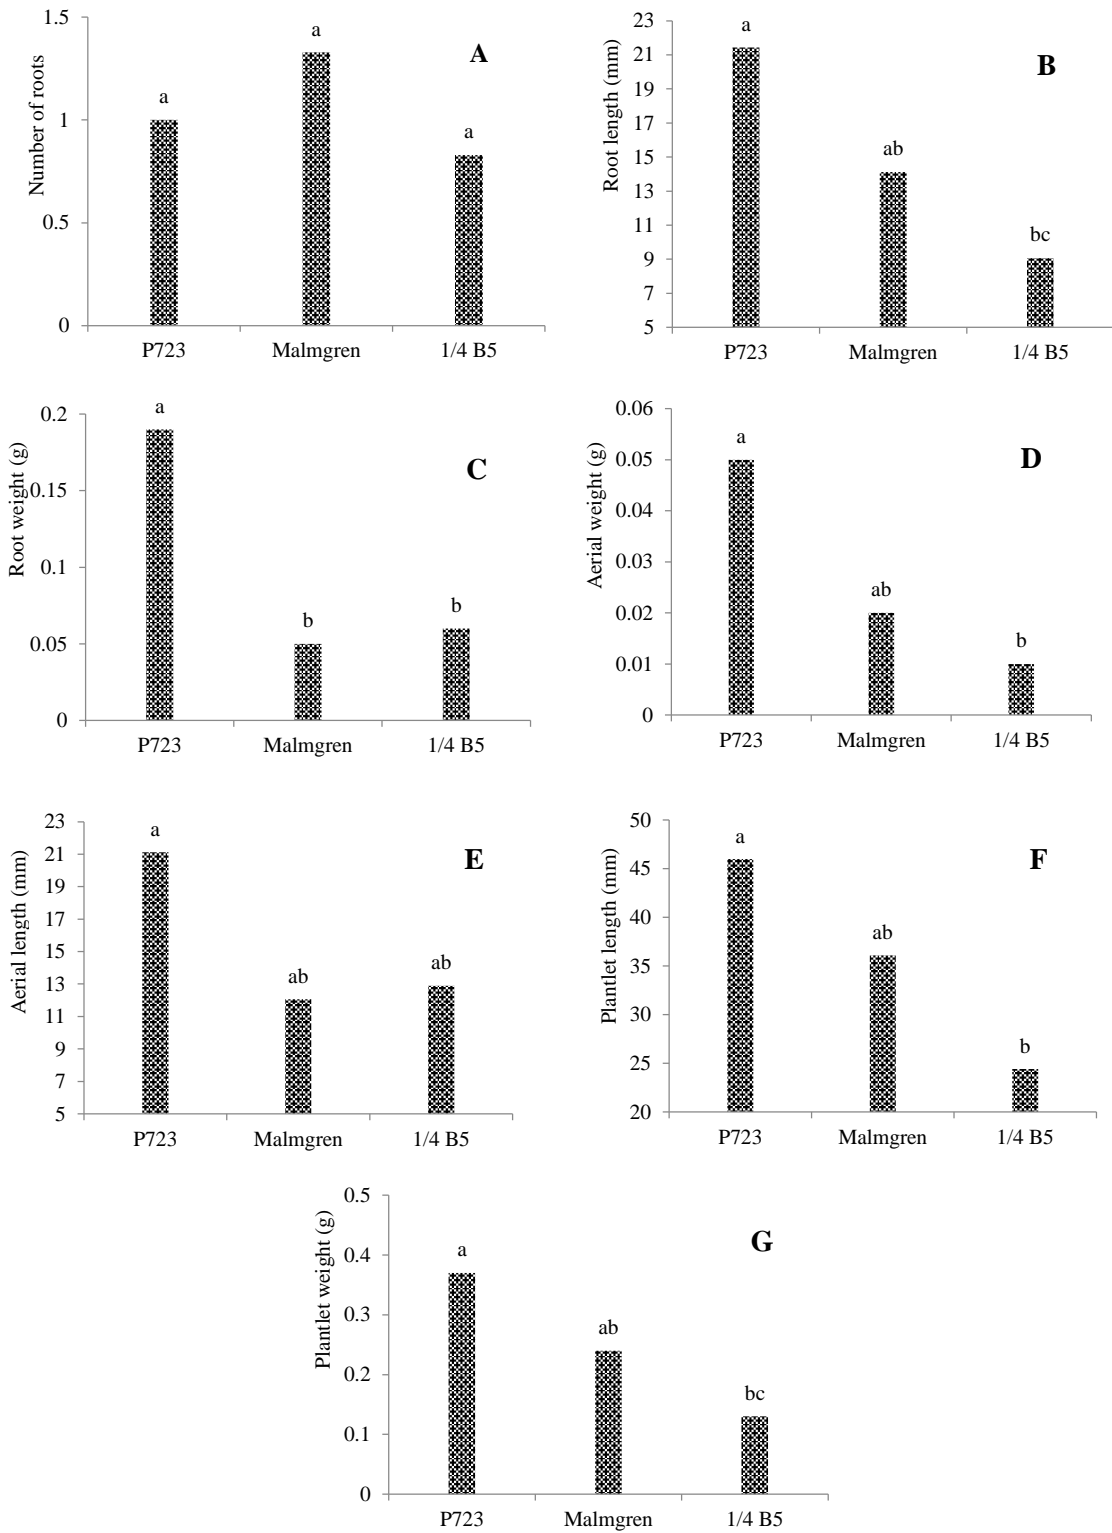 1.5
1
0.5
0
Number of roots
a
a
a
A
P723
Malmgren
1/4 B5
23
21
19
17
15
13
11
9
7
5
Root length (mm)
a
ab
bc
B
P723
Malmgren
1/4 B5
0.2
0.15
0.1
0.05
0
Root weight (g)
a
b
b
C
P723
Malmgren
1/4 B5
0.06
0.05
0.04
0.03
0.02
0.01
0
Aerial weight (g)
a
ab
b
D
P723
Malmgren
1/4 B5
23
21
19
17
15
13
11
9
7
5
Aerial length (mm)
a
ab
ab
E
P723
Malmgren
1/4 B5
50
45
40
35
30
25
20
Plantlet length (mm)
a
ab
b
F
P723
Malmgren
1/4 B5
0.5
0.4
0.3
0.2
0.1
0
Plantlet weight (g)
a
ab
bc
G
P723
Malmgren
1/4 B5